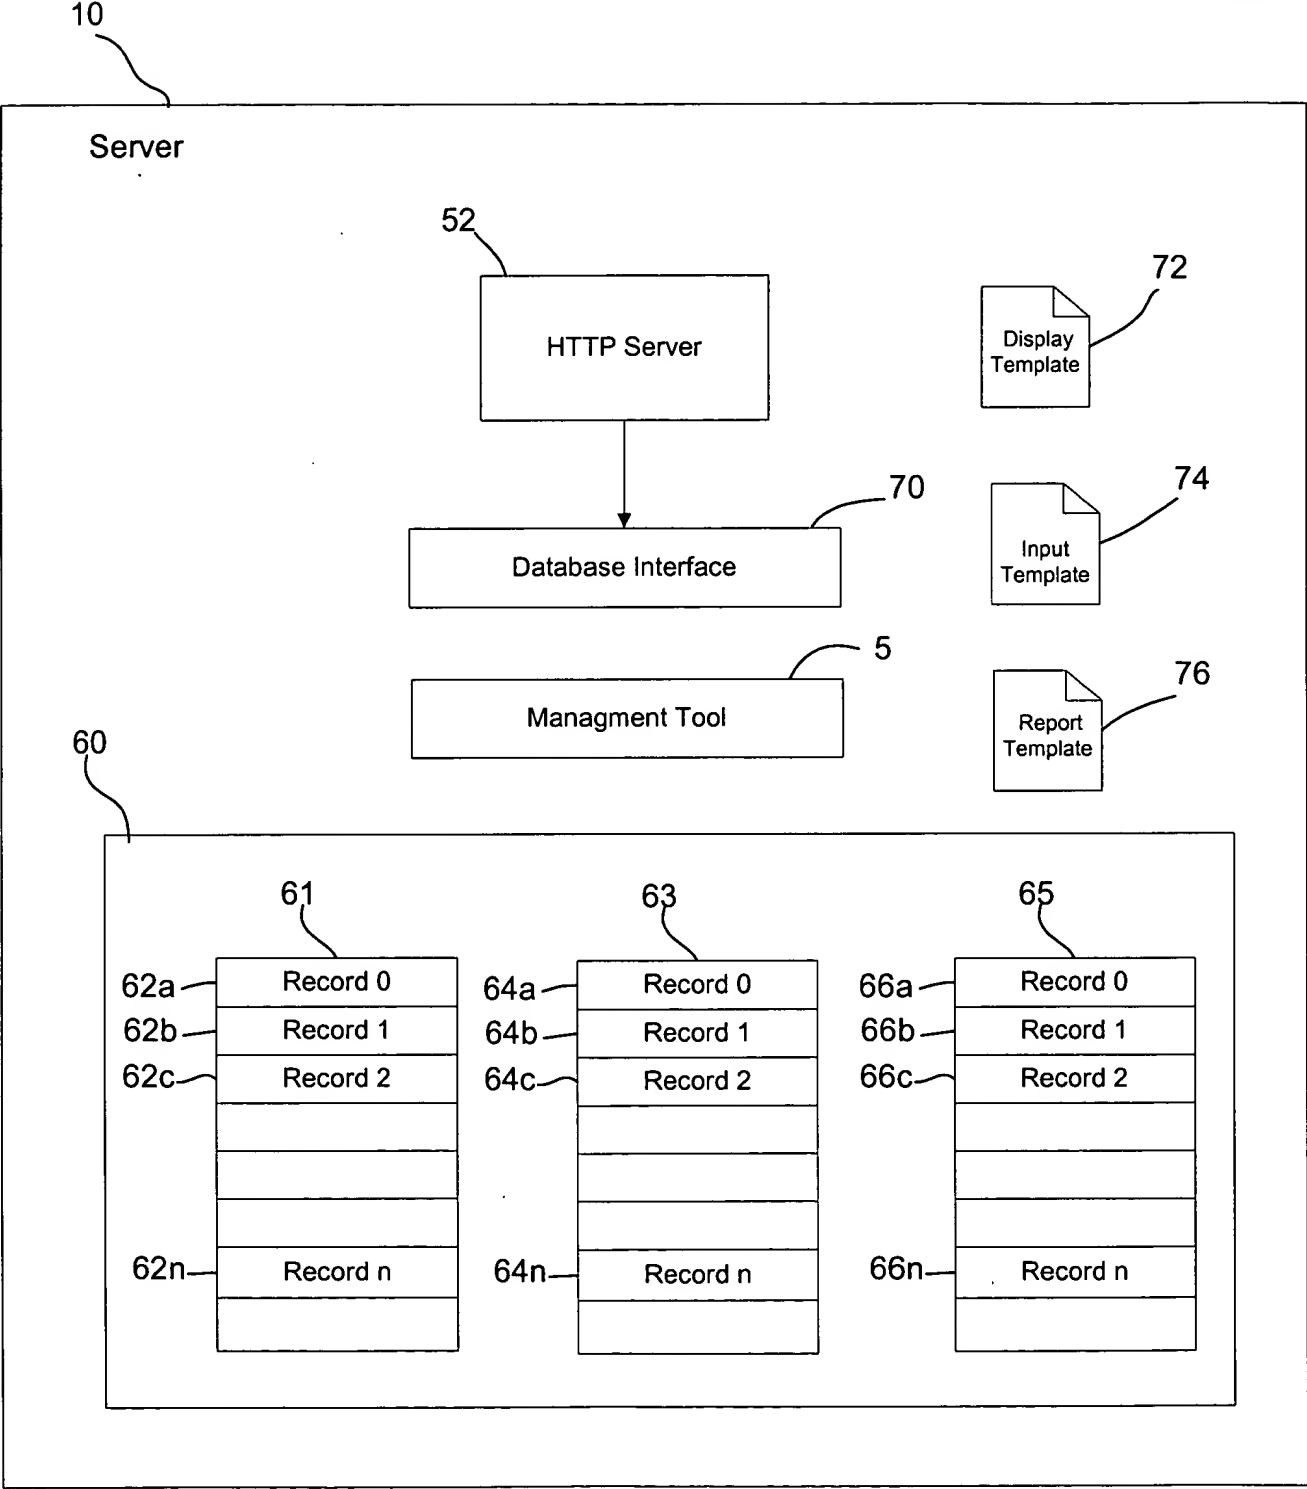 10
Server
52
HTTP Server
72
Display
Template
70
Database Interface
74
Input
Template
5
Managment Tool
76
Report
Template
60
61
63
65
62a
Record 0
64a
Record 0
66a
Record 0
62b
Record 1
64b
Record 1
66b
Record 1
62c
Record 2
64c
Record 2
66c
Record 2
62n
Record n
64n
Record n
66n
Record n